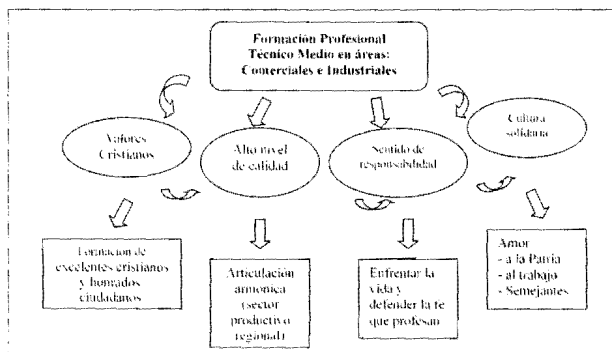 Formación Profesional
Técnico Medio en áreas:
Comerciales e Industriales
Valores
Cristianos
Alto nivel
de calidad
Sentido de
responsabilidad
Cultura
solidaria
Formación de
excelentes cristianos
y honrados
ciudadanos
Articulación
armonica
(sector
productivo
regional)
Enfrentar la
vida y
defender la fe
que profesan
Amor
- a la Patria
- al trabajo
- Semejantes